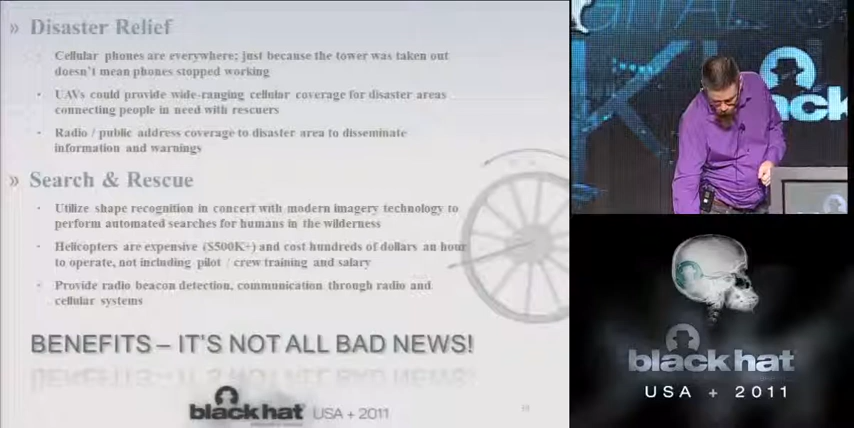 » Disaster Relief
· Cellular phones are everywhere; just because the tower was taken out
doesn't mean phones stopped working
· UAVs could provide wide-ranging cellular coverage for disaster areas
connecting people in need with rescuers
· Radio / public address coverage to disaster area to disseminate
information and warnings
» Search & Rescue
· Utilize shape recognition in concert with modern imagery technology to
perform automated searches for humans in the wilderness
· Helicopters are expensive ($500K+) and cost hundreds of dollars an hour
to operate, not including pilot / crew training and salary
· Provide radio beacon detection, communication through radio and
cellular systems
BENEFITS – IT'S NOT ALL BAD NEWS!
black hat USA + 2011
GITAL
ack
black hat
USA + 2011